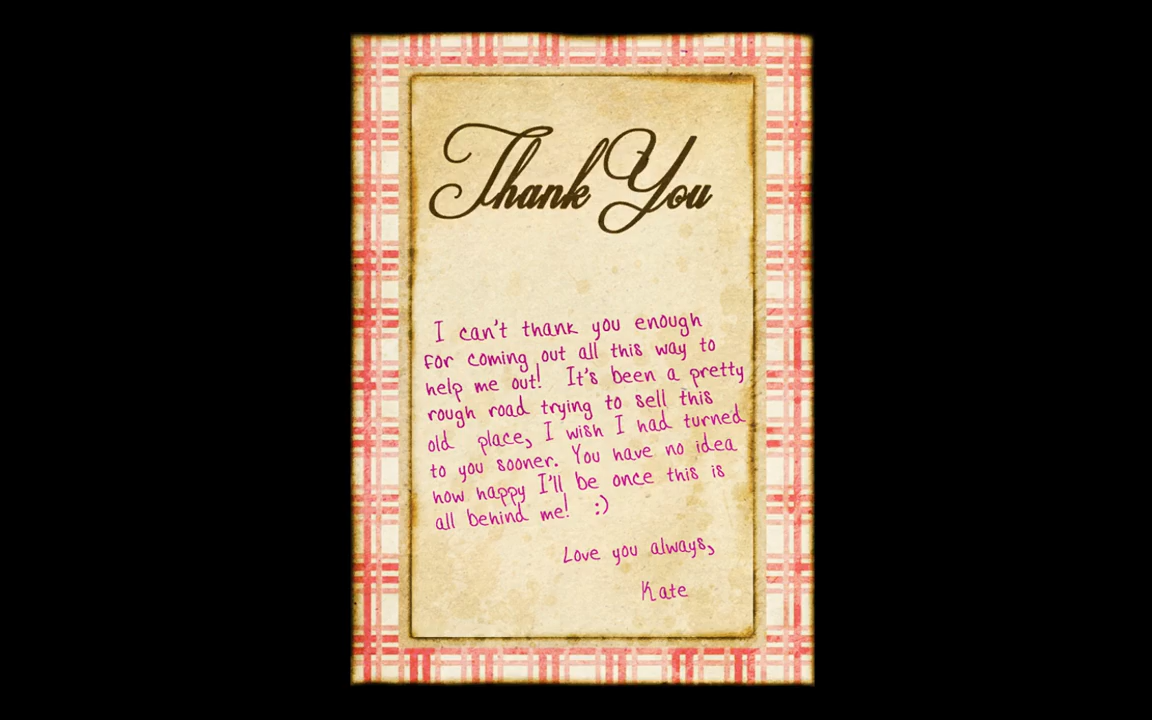 Thank You
I can't thank you enough
for coming out all this way to
help me out! It's been a pretty
rough road trying to sell this
old place, I wish I had turned
to you sooner. You have no idea
how happy I'll be once this is
all behind me! :)
Love you always,
Kate